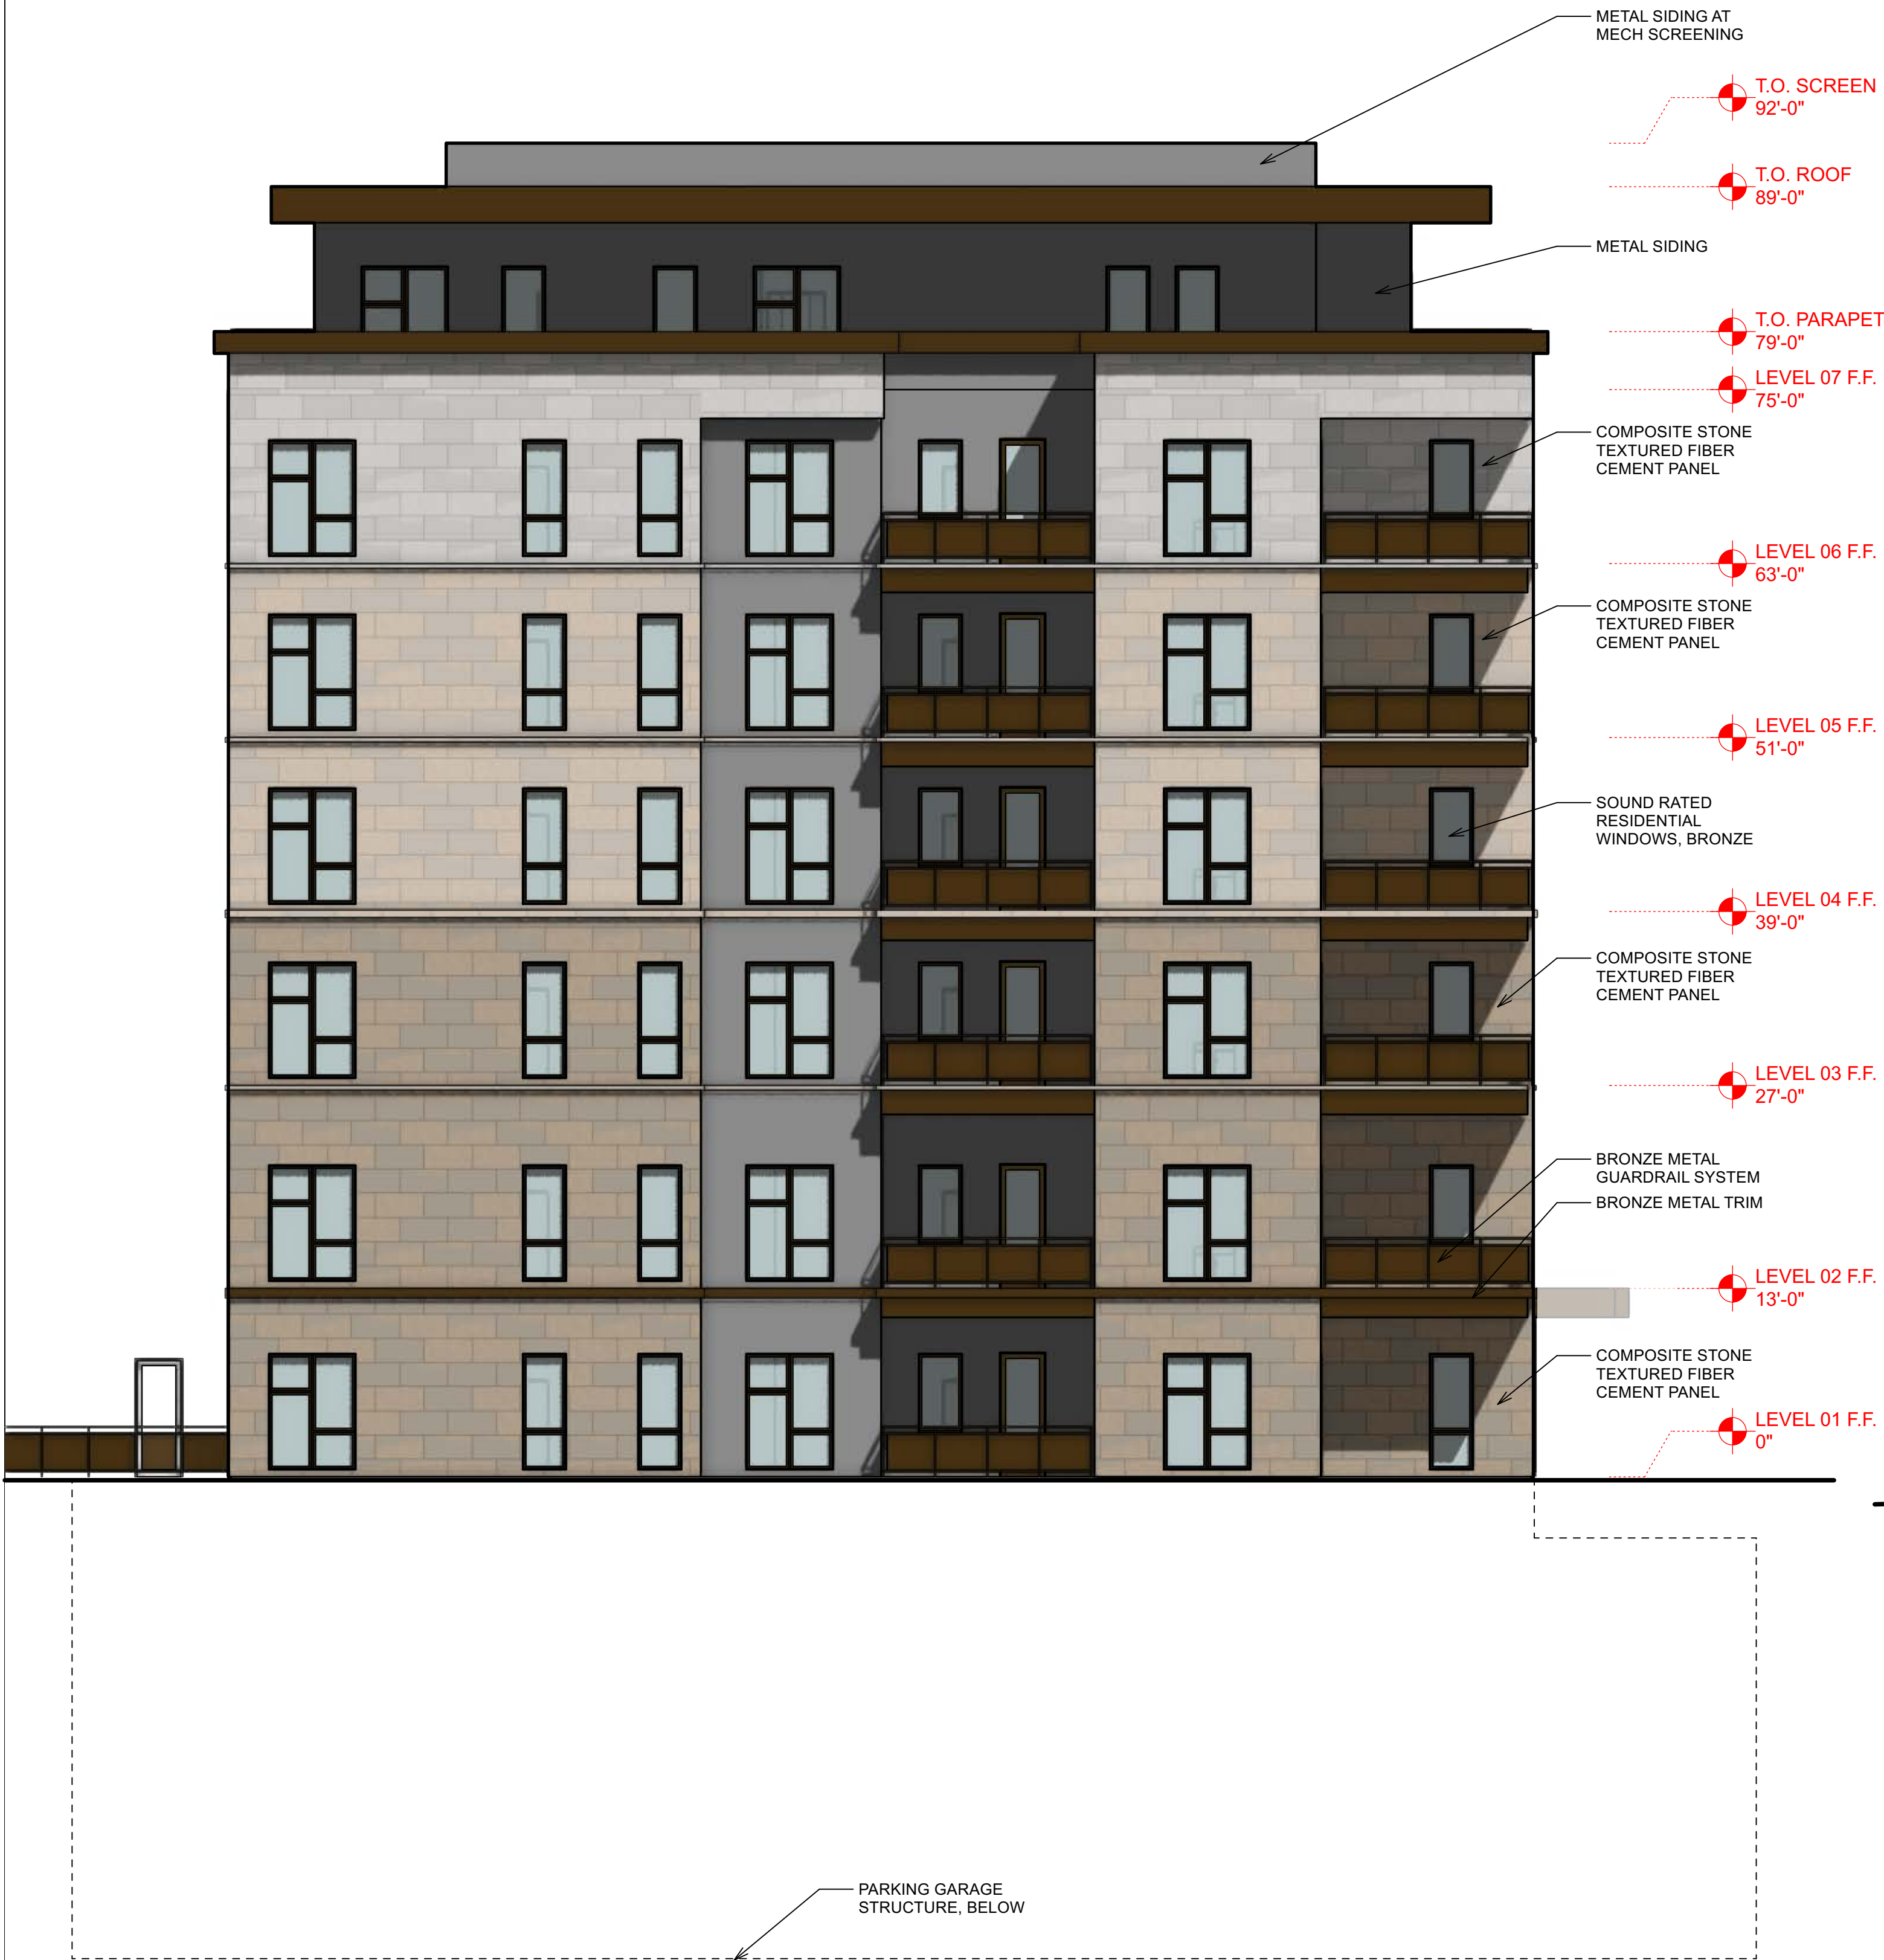 METAL SIDING AT
MECH SCREENING
T.O. SCREEN
92'-0"
T.O. ROOF
89'-0"
METAL SIDING
T.O. PARAPET
79'-0"
LEVEL 07 F.F.
75'-0"
COMPOSITE STONE
TEXTURED FIBER
CEMENT PANEL
LEVEL 06 F.F.
63'-0"
COMPOSITE STONE
TEXTURED FIBER
CEMENT PANEL
LEVEL 05 F.F.
51'-0"
SOUND RATED
RESIDENTIAL
WINDOWS, BRONZE
LEVEL 04 F.F.
39'-0"
COMPOSITE STONE
TEXTURED FIBER
CEMENT PANEL
LEVEL 03 F.F.
27'-0"
BRONZE METAL
GUARDRAIL SYSTEM
BRONZE METAL TRIM
LEVEL 02 F.F.
13'-0"
COMPOSITE STONE
TEXTURED FIBER
CEMENT PANEL
LEVEL 01 F.F.
0"
PARKING GARAGE
STRUCTURE, BELOW